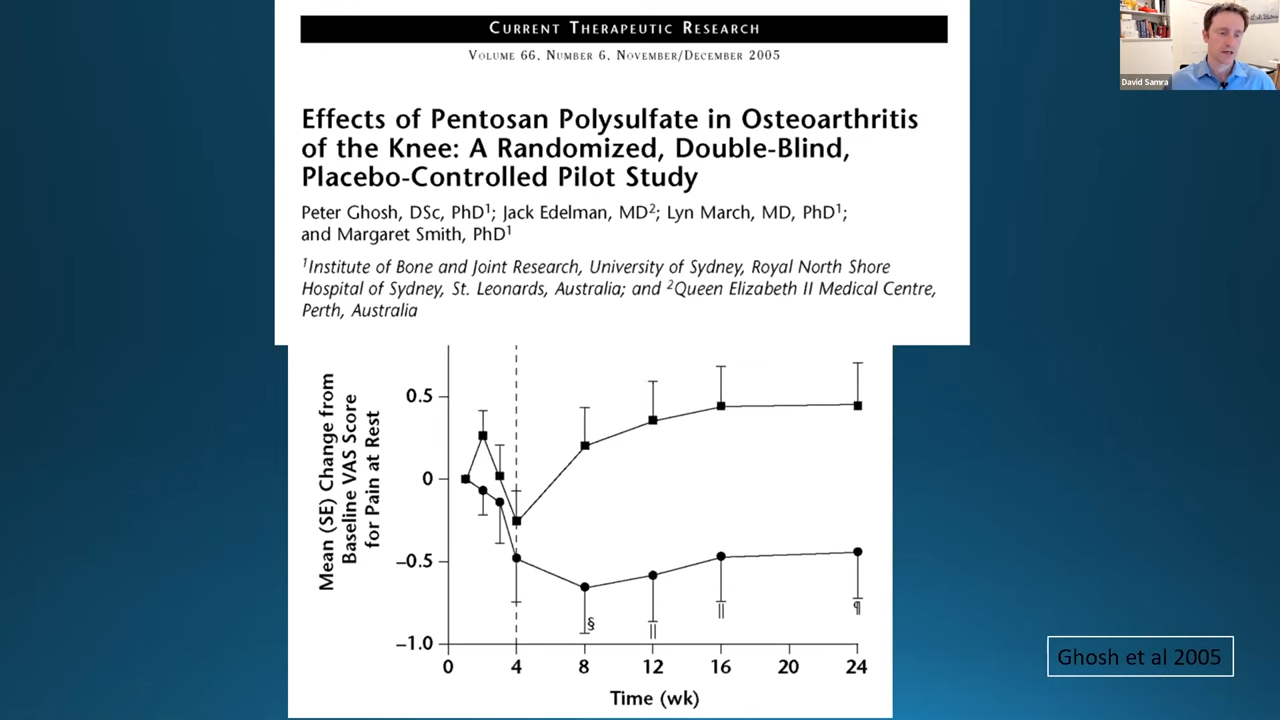 CURRENT THERAPEUTIC RESEARCH
VOLUME 66, NUMBER 6, NOVEMBER/DECEMBER 2005
Effects of Pentosan Polysulfate in Osteoarthritis
of the Knee: A Randomized, Double-Blind,
Placebo-Controlled Pilot Study
Peter Ghosh, DSc, PhD¹; Jack Edelman, MD²; Lyn March, MD, PhD¹;
and Margaret Smith, PhD¹
¹Institute of Bone and Joint Research, University of Sydney, Royal North Shore
Hospital of Sydney, St. Leonards, Australia; and ²Queen Elizabeth II Medical Centre,
Perth, Australia
David Samra
Mean (SE) Change from
Baseline VAS Score
for Pain at Rest
0.5
0
–0.5
–1.0
§
||
||
¶
0 4 8 12 16 20 24
Time (wk)
Ghosh et al 2005